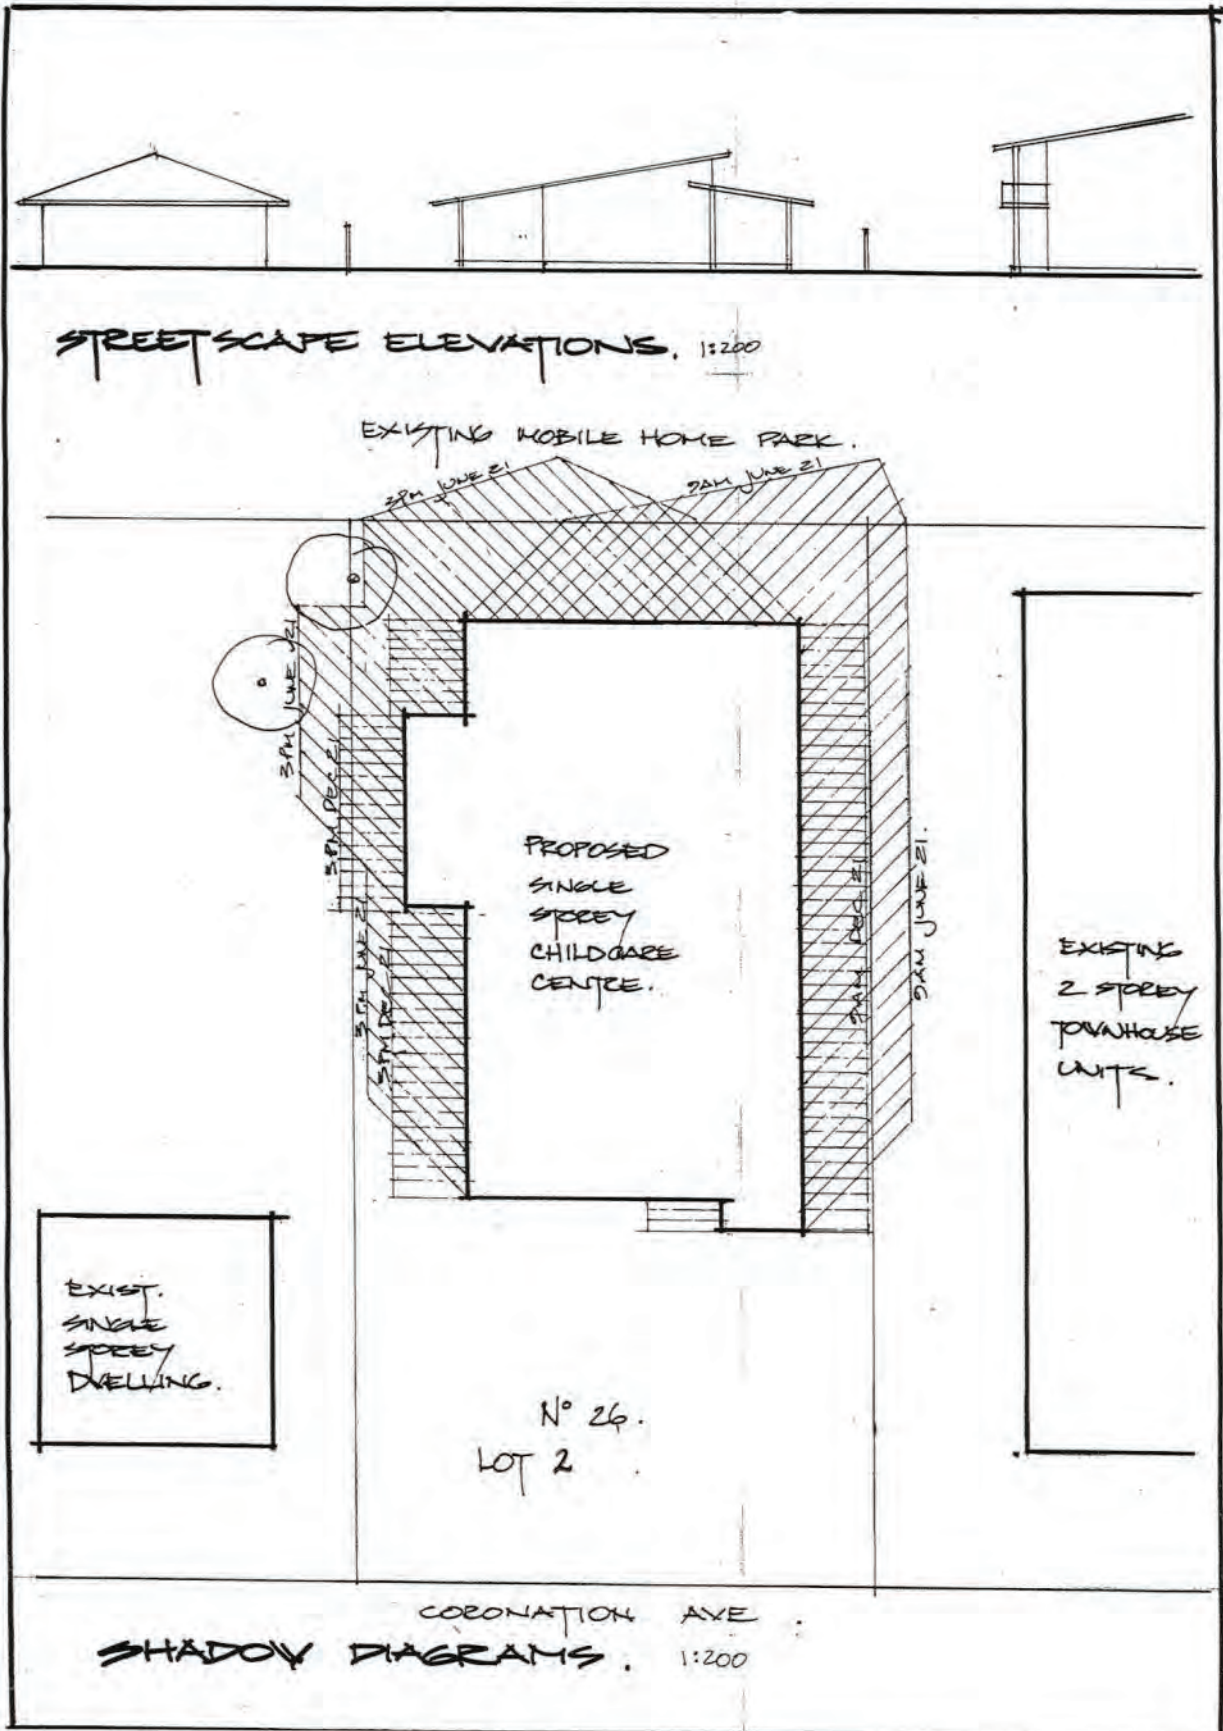 STREETSCAPE ELEVATIONS. 1:200
EXISTING MOBILE HOME PARK.
3PM JUNE 21
9AM JUNE 21
3PM JUNE 21
3PM DEC 21
3PM JUNE 21
3PM DEC 21
9AM DEC 21
9AM JUNE 21.
PROPOSED
SINGLE
STOREY
CHILDCARE
CENTRE.
EXISTING
2 STOREY
TOWNHOUSE
UNITS.
EXIST.
SINGLE
STOREY
DWELLING.
N° 26.
LOT 2
CORONATION AVE
SHADOW DIAGRAMS. 1:200